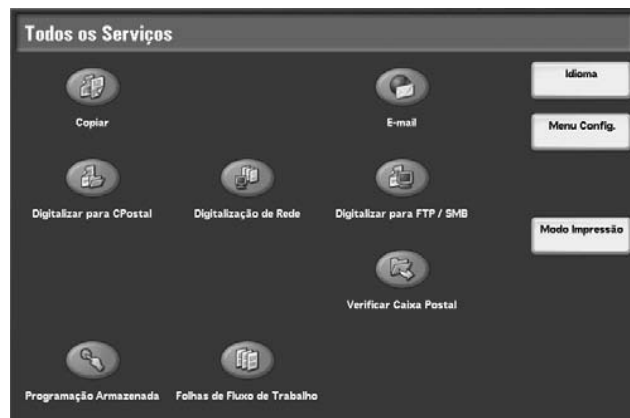 Todos os Serviços
Copiar
E-mail
Idioma
Menu Config.
Digitalizar para CPostal
Digitalização de Rede
Digitalizar para FTP / SMB
Modo Impressão
Verificar Caixa Postal
Programação Armazenada
Folhas de Fluxo de Trabalho